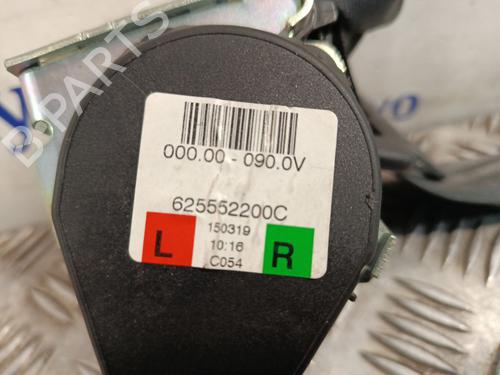 B-PARTS
000.00 - 090.0V
625552200C
L
150319
10:16
C054
R